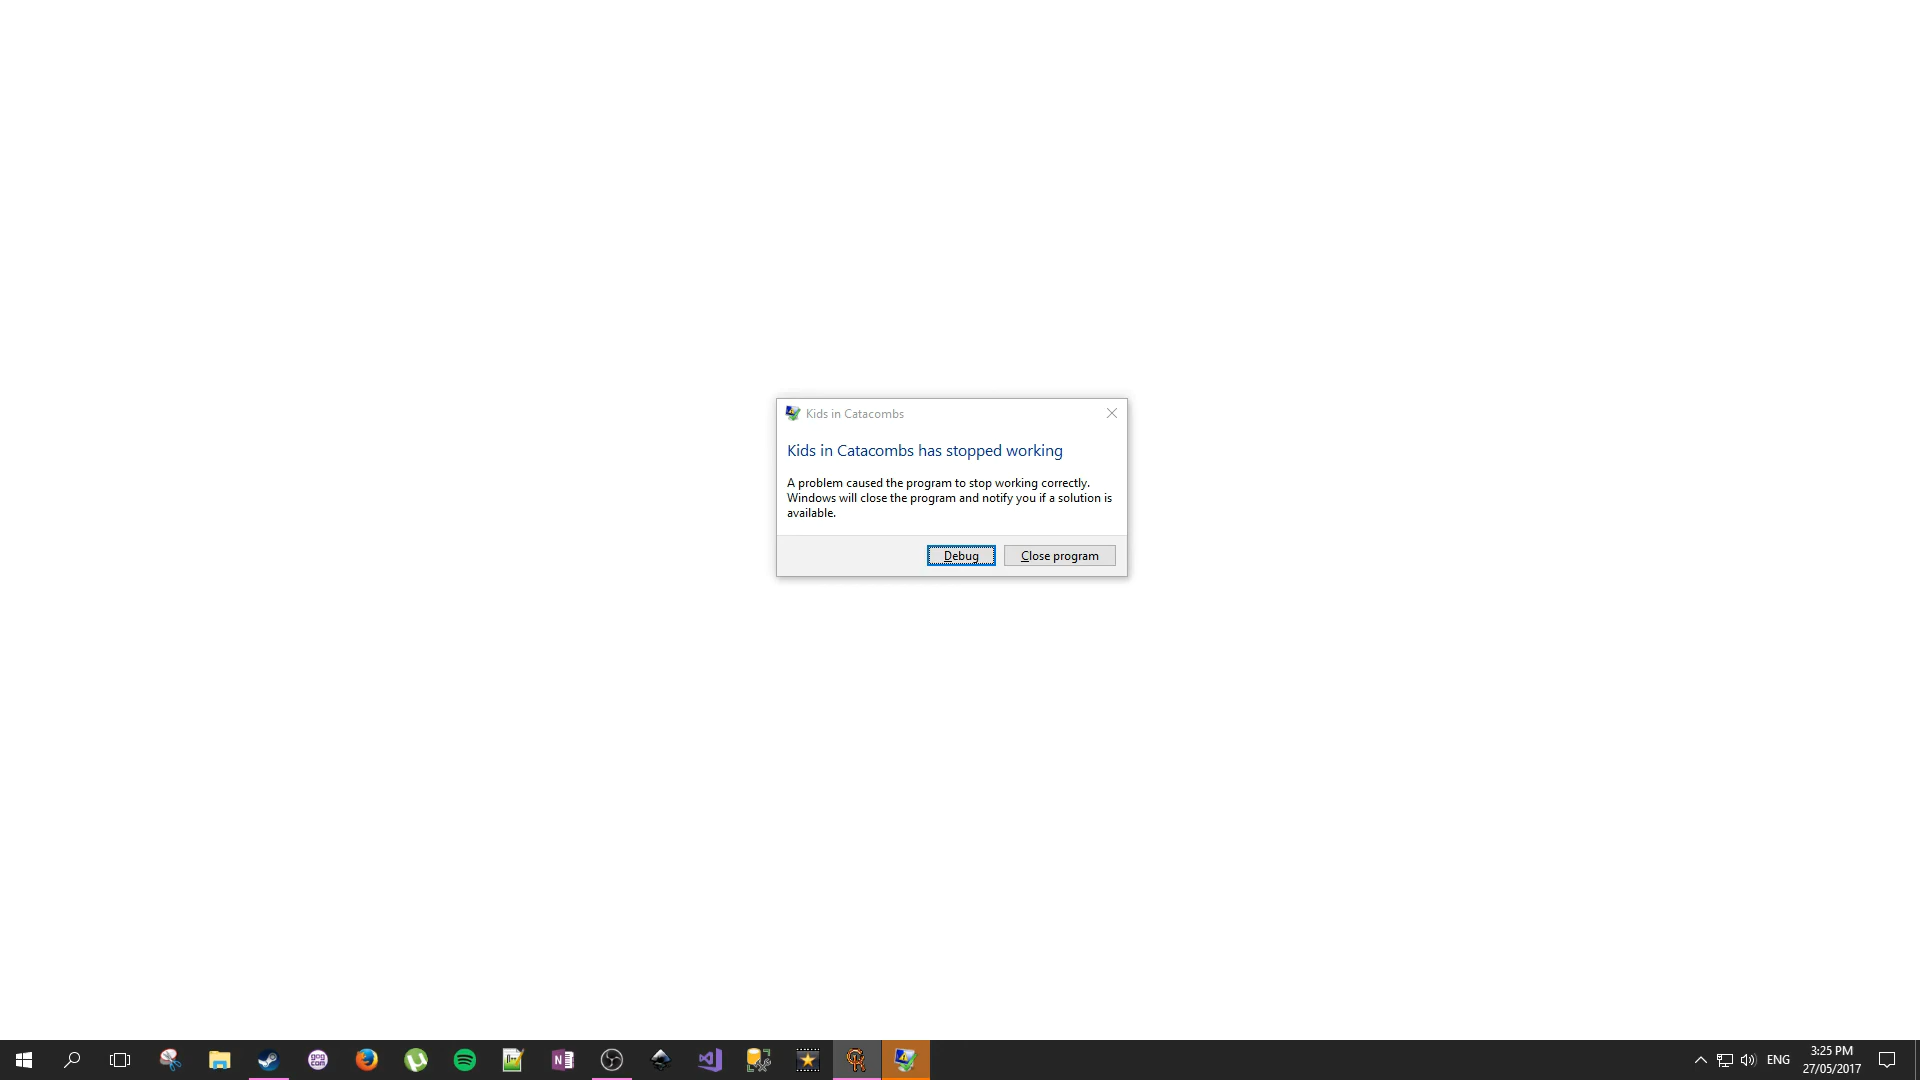 Kids in Catacombs
Kids in Catacombs has stopped working
A problem caused the program to stop working correctly.
Windows will close the program and notify you if a solution is
available.
Debug
Close program
gog
com
N
ENG
3:25 PM
27/05/2017